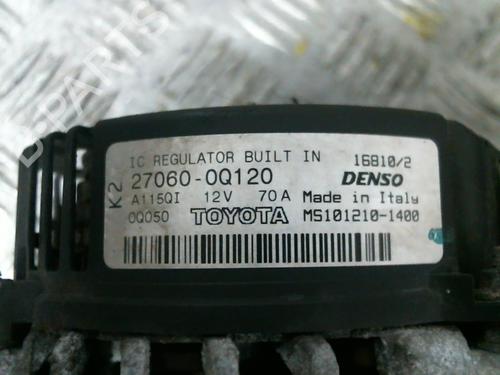 B-PARTS
IC REGULATOR BUILT IN 16810/2
K2 27060-0Q120 DENSO
A115QI 12V 70A Made in Italy
0Q050 TOYOTA MS101210-1400